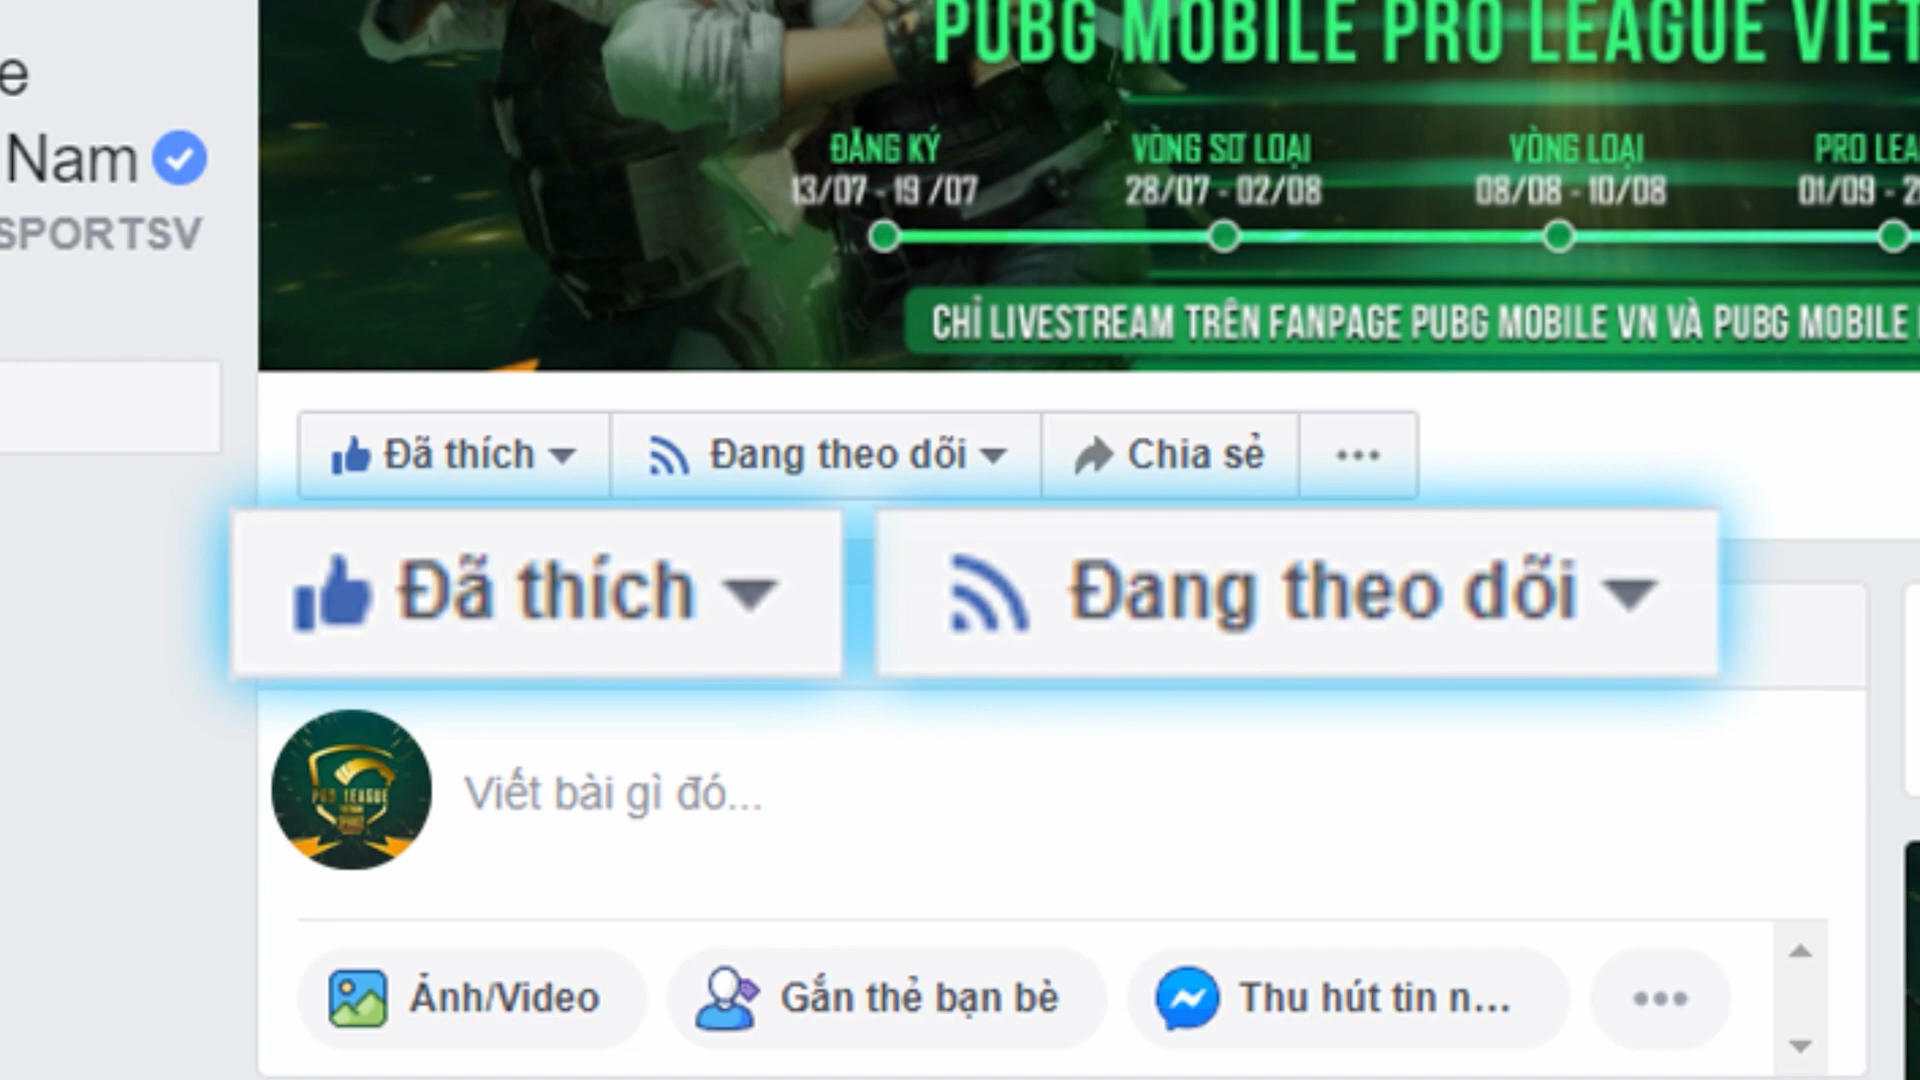 PUBG MOBILE PRO LEAGUE VIET
e
Nam
SPORTSV
ĐĂNG KÝ
13/07 - 19 /07
VÒNG SƠ LOẠI
28/07 - 02/08
VÒNG LOẠI
08/08 - 10/08
PRO LEA
01/09 - 2
CHỈ LIVESTREAM TRÊN FANPAGE PUBG MOBILE VN VÀ PUBG MOBILE
Đã thích
Đang theo dõi
Chia sẻ
Đã thích
Đang theo dõi
PRO LEAGUE
Viết bài gì đó...
Ảnh/Video
Gắn thẻ bạn bè
Thu hút tin n...